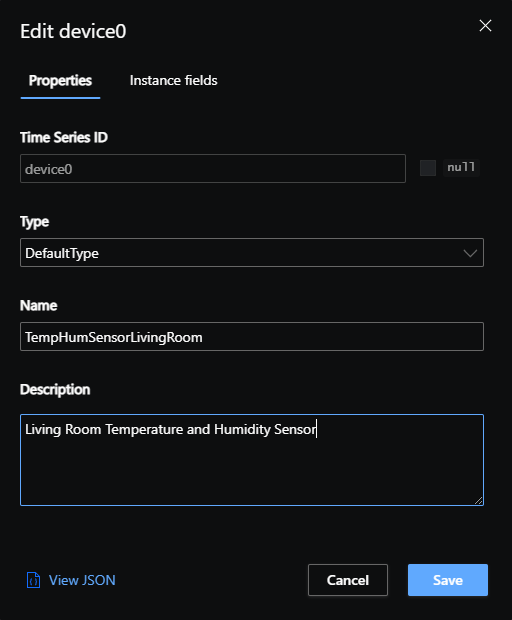 Edit device0
Properties Instance fields
Time Series ID
device0 null
Type
DefaultType
Name
TempHumSensorLivingRoom
Description
Living Room Temperature and Humidity Sensor
View JSON Cancel Save